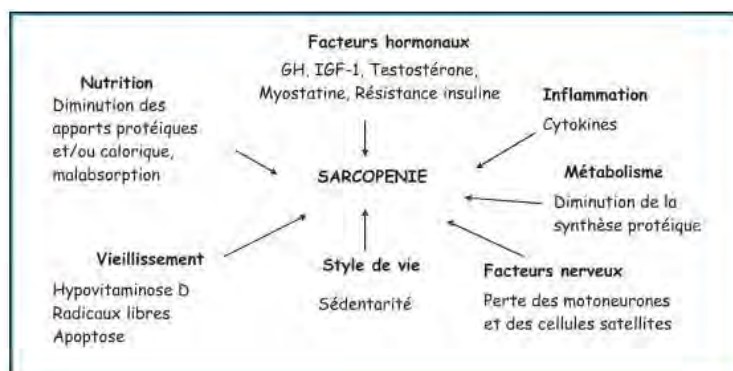 Facteurs hormonaux
GH, IGF-1, Testostérone,
Myostatine, Résistance insuline
Nutrition
Diminution des
apports protéiques
et/ou calorique,
malabsorption
Inflammation
Cytokines
SARCOPENIE
Métabolisme
Diminution de la
synthèse protéique
Vieillissement
Hypovitaminose D
Radicaux libres
Apoptose
Style de vie
Sédentarité
Facteurs nerveux
Perte des motoneurones
et des cellules satellites